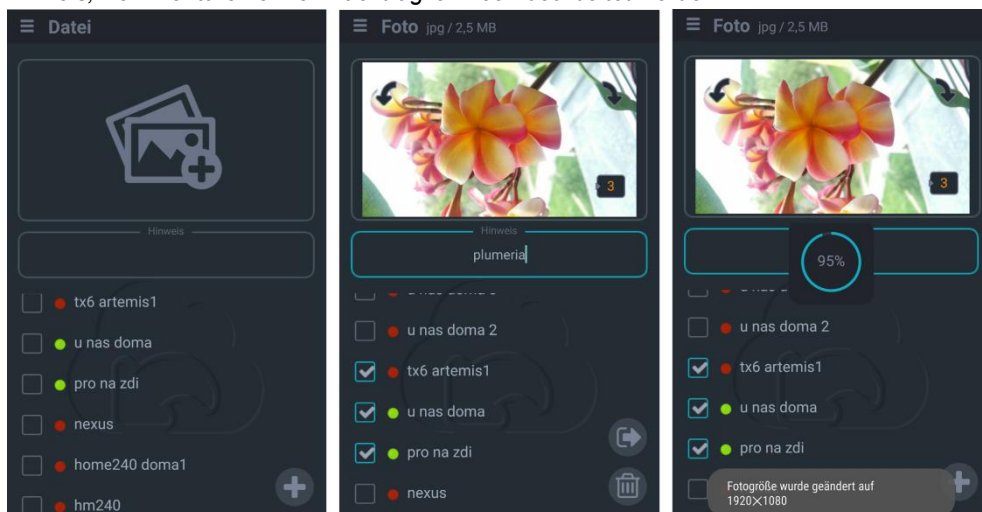 Datei
Hinweis
tx6 artemis1
u nas doma
pro na zdi
nexus
home240 doma1
hm240
Foto jpg / 2,5 MB
3
Hinweis
plumeria
u nas doma 2
tx6 artemis1
u nas doma
pro na zdi
nexus
Foto jpg / 2,5 MB
3
95%
u nas doma 2
tx6 artemis1
u nas doma
pro na zdi
Fotogröße wurde geändert auf
1920×1080